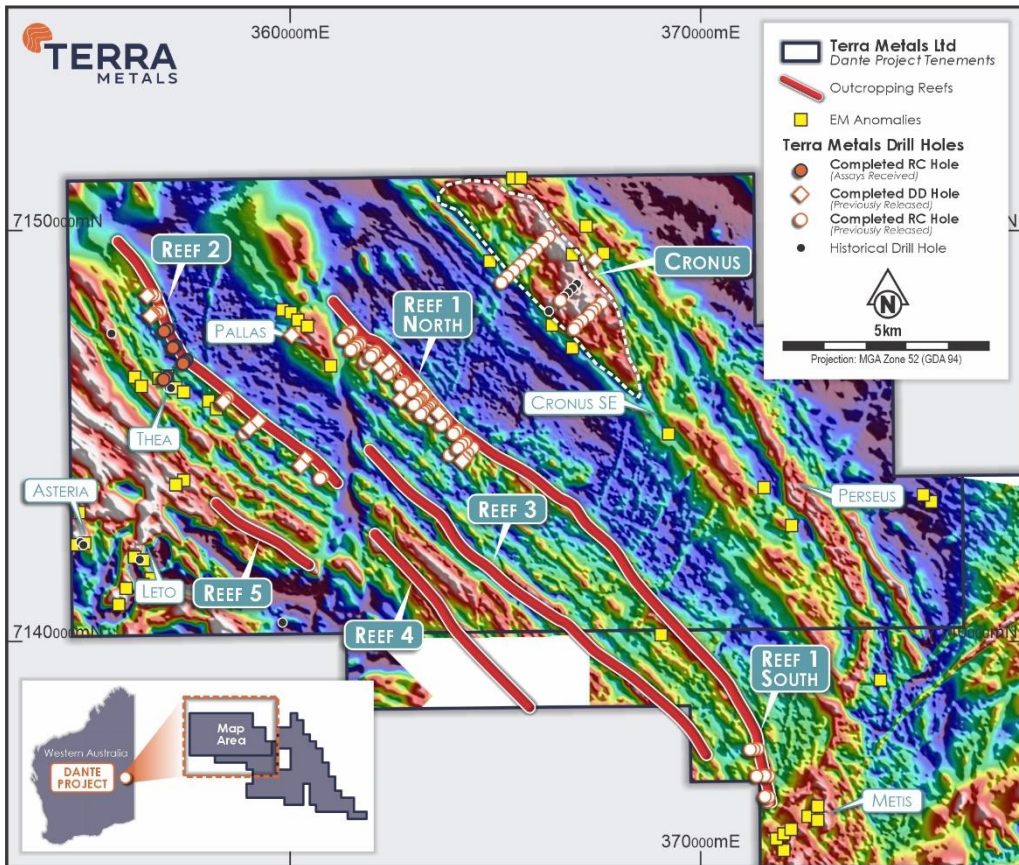 360000mE
370000mE
TERRA
METALS
Terra Metals Ltd
Dante Project Tenements
Outcropping Reefs
EM Anomalies
Terra Metals Drill Holes
Completed RC Hole
(Assays Received)
Completed DD Hole
(Previously Released)
Completed RC Hole
(Previously Released)
Historical Drill Hole
N
5km
Projection: MGA Zone 52 (GDA 94)
7150000mN
REEF 2
CRONUS
REEF 1
NORTH
PALLAS
CRONUS SE
THEA
ASTERIA
REEF 3
PERSEUS
LETO
REEF 5
REEF 4
7140000mN
REEF 1
SOUTH
Western Australia
DANTE
PROJECT
Map
Area
METIS
370000mE